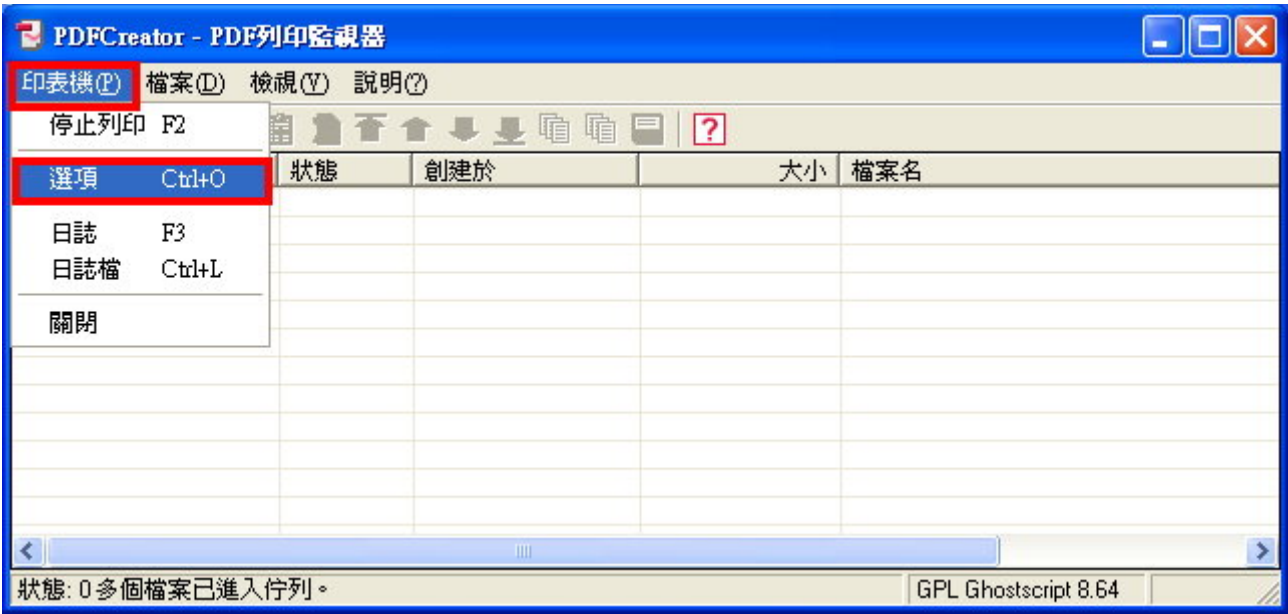 PDFCreator - PDF列印監視器
印表機(P) 檔案(D) 檢視(V) 說明(?)
停止列印 F2
選項 Ctrl+O
日誌 F3
日誌檔 Ctrl+L
關閉
狀態 創建於 大小 檔案名
狀態: 0多個檔案已進入佇列。 GPL Ghostscript 8.64